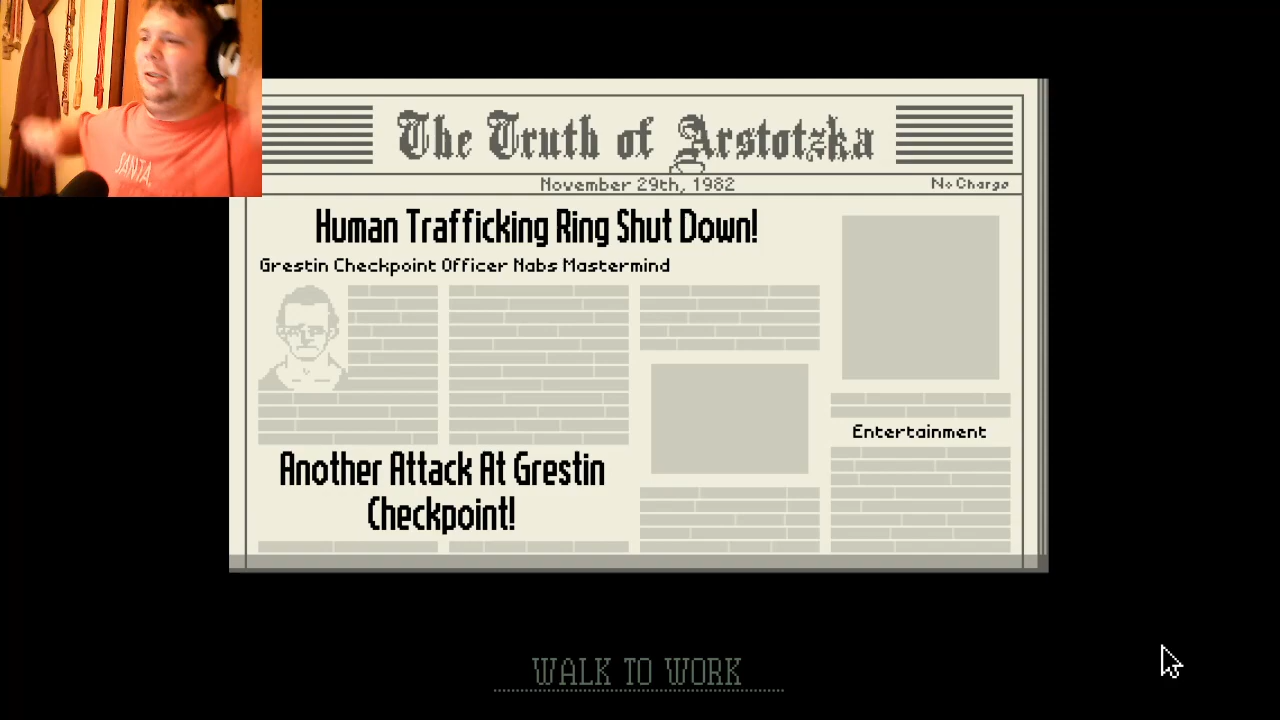 SANTA
The Truth of Arstotzka
November 29th, 1982
No Charge
Human Trafficking Ring Shut Down!
Grestin Checkpoint Officer Nabs Mastermind
Entertainment
Another Attack At Grestin
Checkpoint!
WALK TO WORK